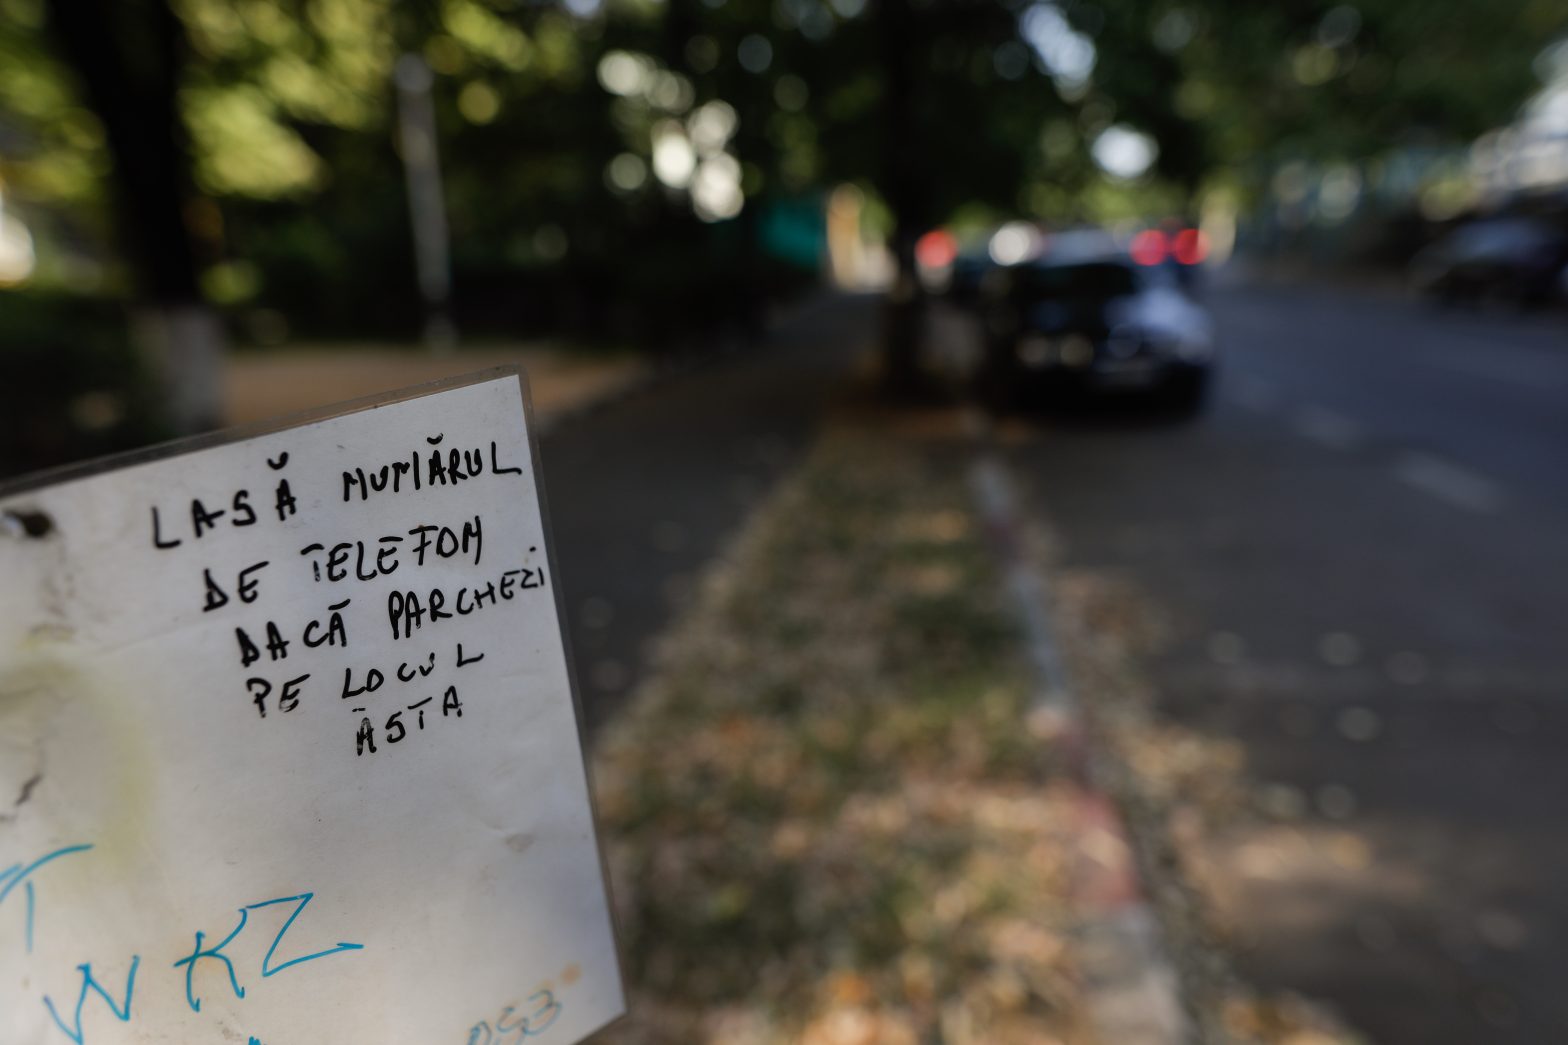 LASĂ NUMĂRUL
DE TELEFON
DACĂ PARCHEZI
PE LOCUL
ĂSTA
WKZ